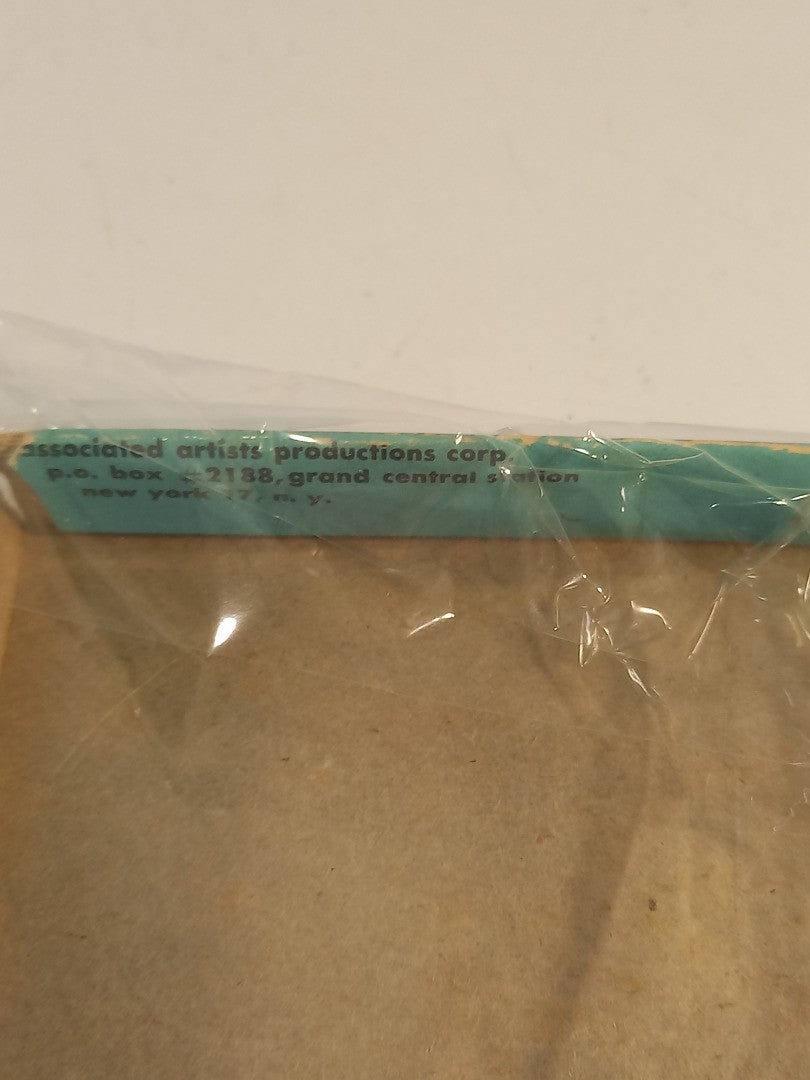 associated artists productions corp.
p.o. box #2188, grand central station
new york 17, n. y.